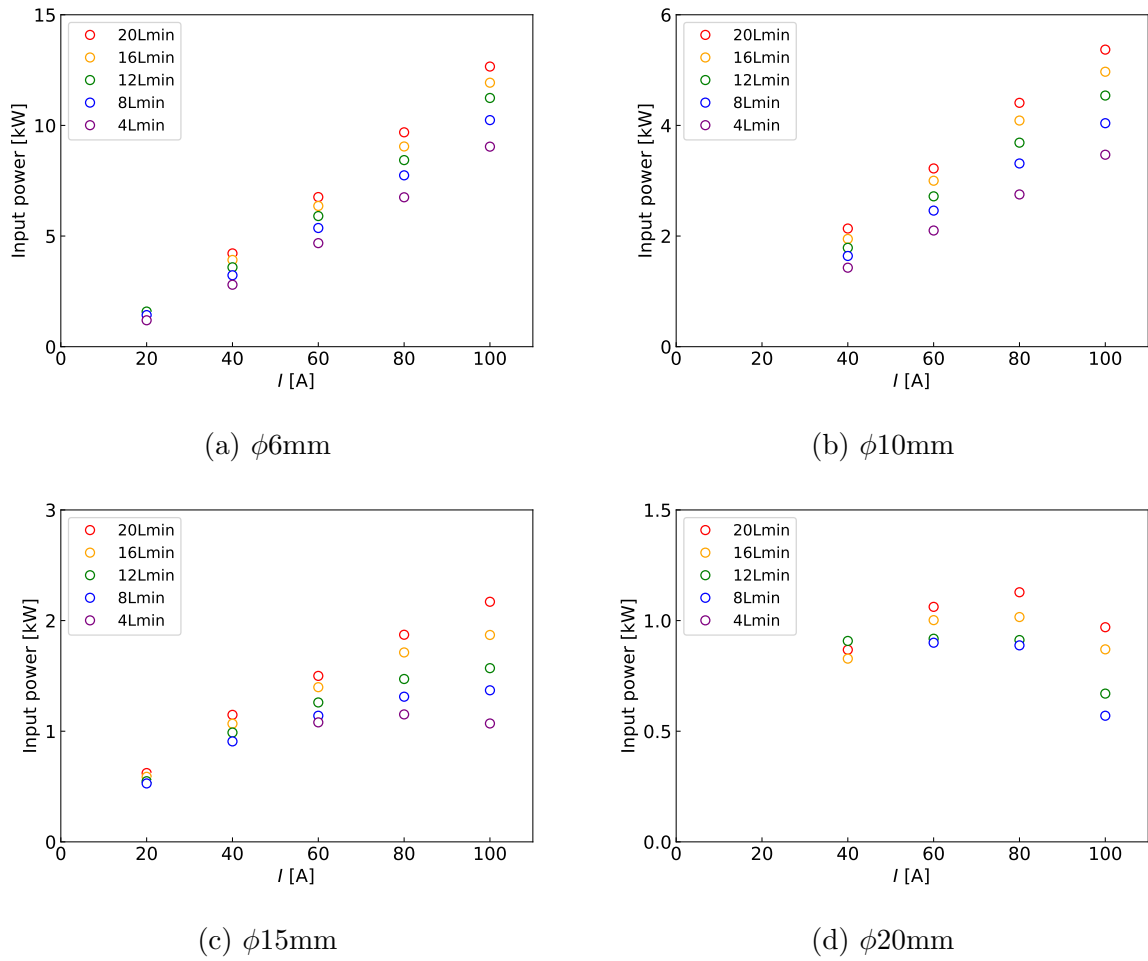 15
10
5
0
Input power [kW]
20Lmin
16Lmin
12Lmin
8Lmin
4Lmin
0 20 40 60 80 100
I [A]
(a) ϕ6mm
6
4
2
0
Input power [kW]
20Lmin
16Lmin
12Lmin
8Lmin
4Lmin
0 20 40 60 80 100
I [A]
(b) ϕ10mm
3
2
1
0
Input power [kW]
20Lmin
16Lmin
12Lmin
8Lmin
4Lmin
0 20 40 60 80 100
I [A]
(c) ϕ15mm
1.5
1.0
0.5
0.0
Input power [kW]
20Lmin
16Lmin
12Lmin
8Lmin
4Lmin
0 20 40 60 80 100
I [A]
(d) ϕ20mm